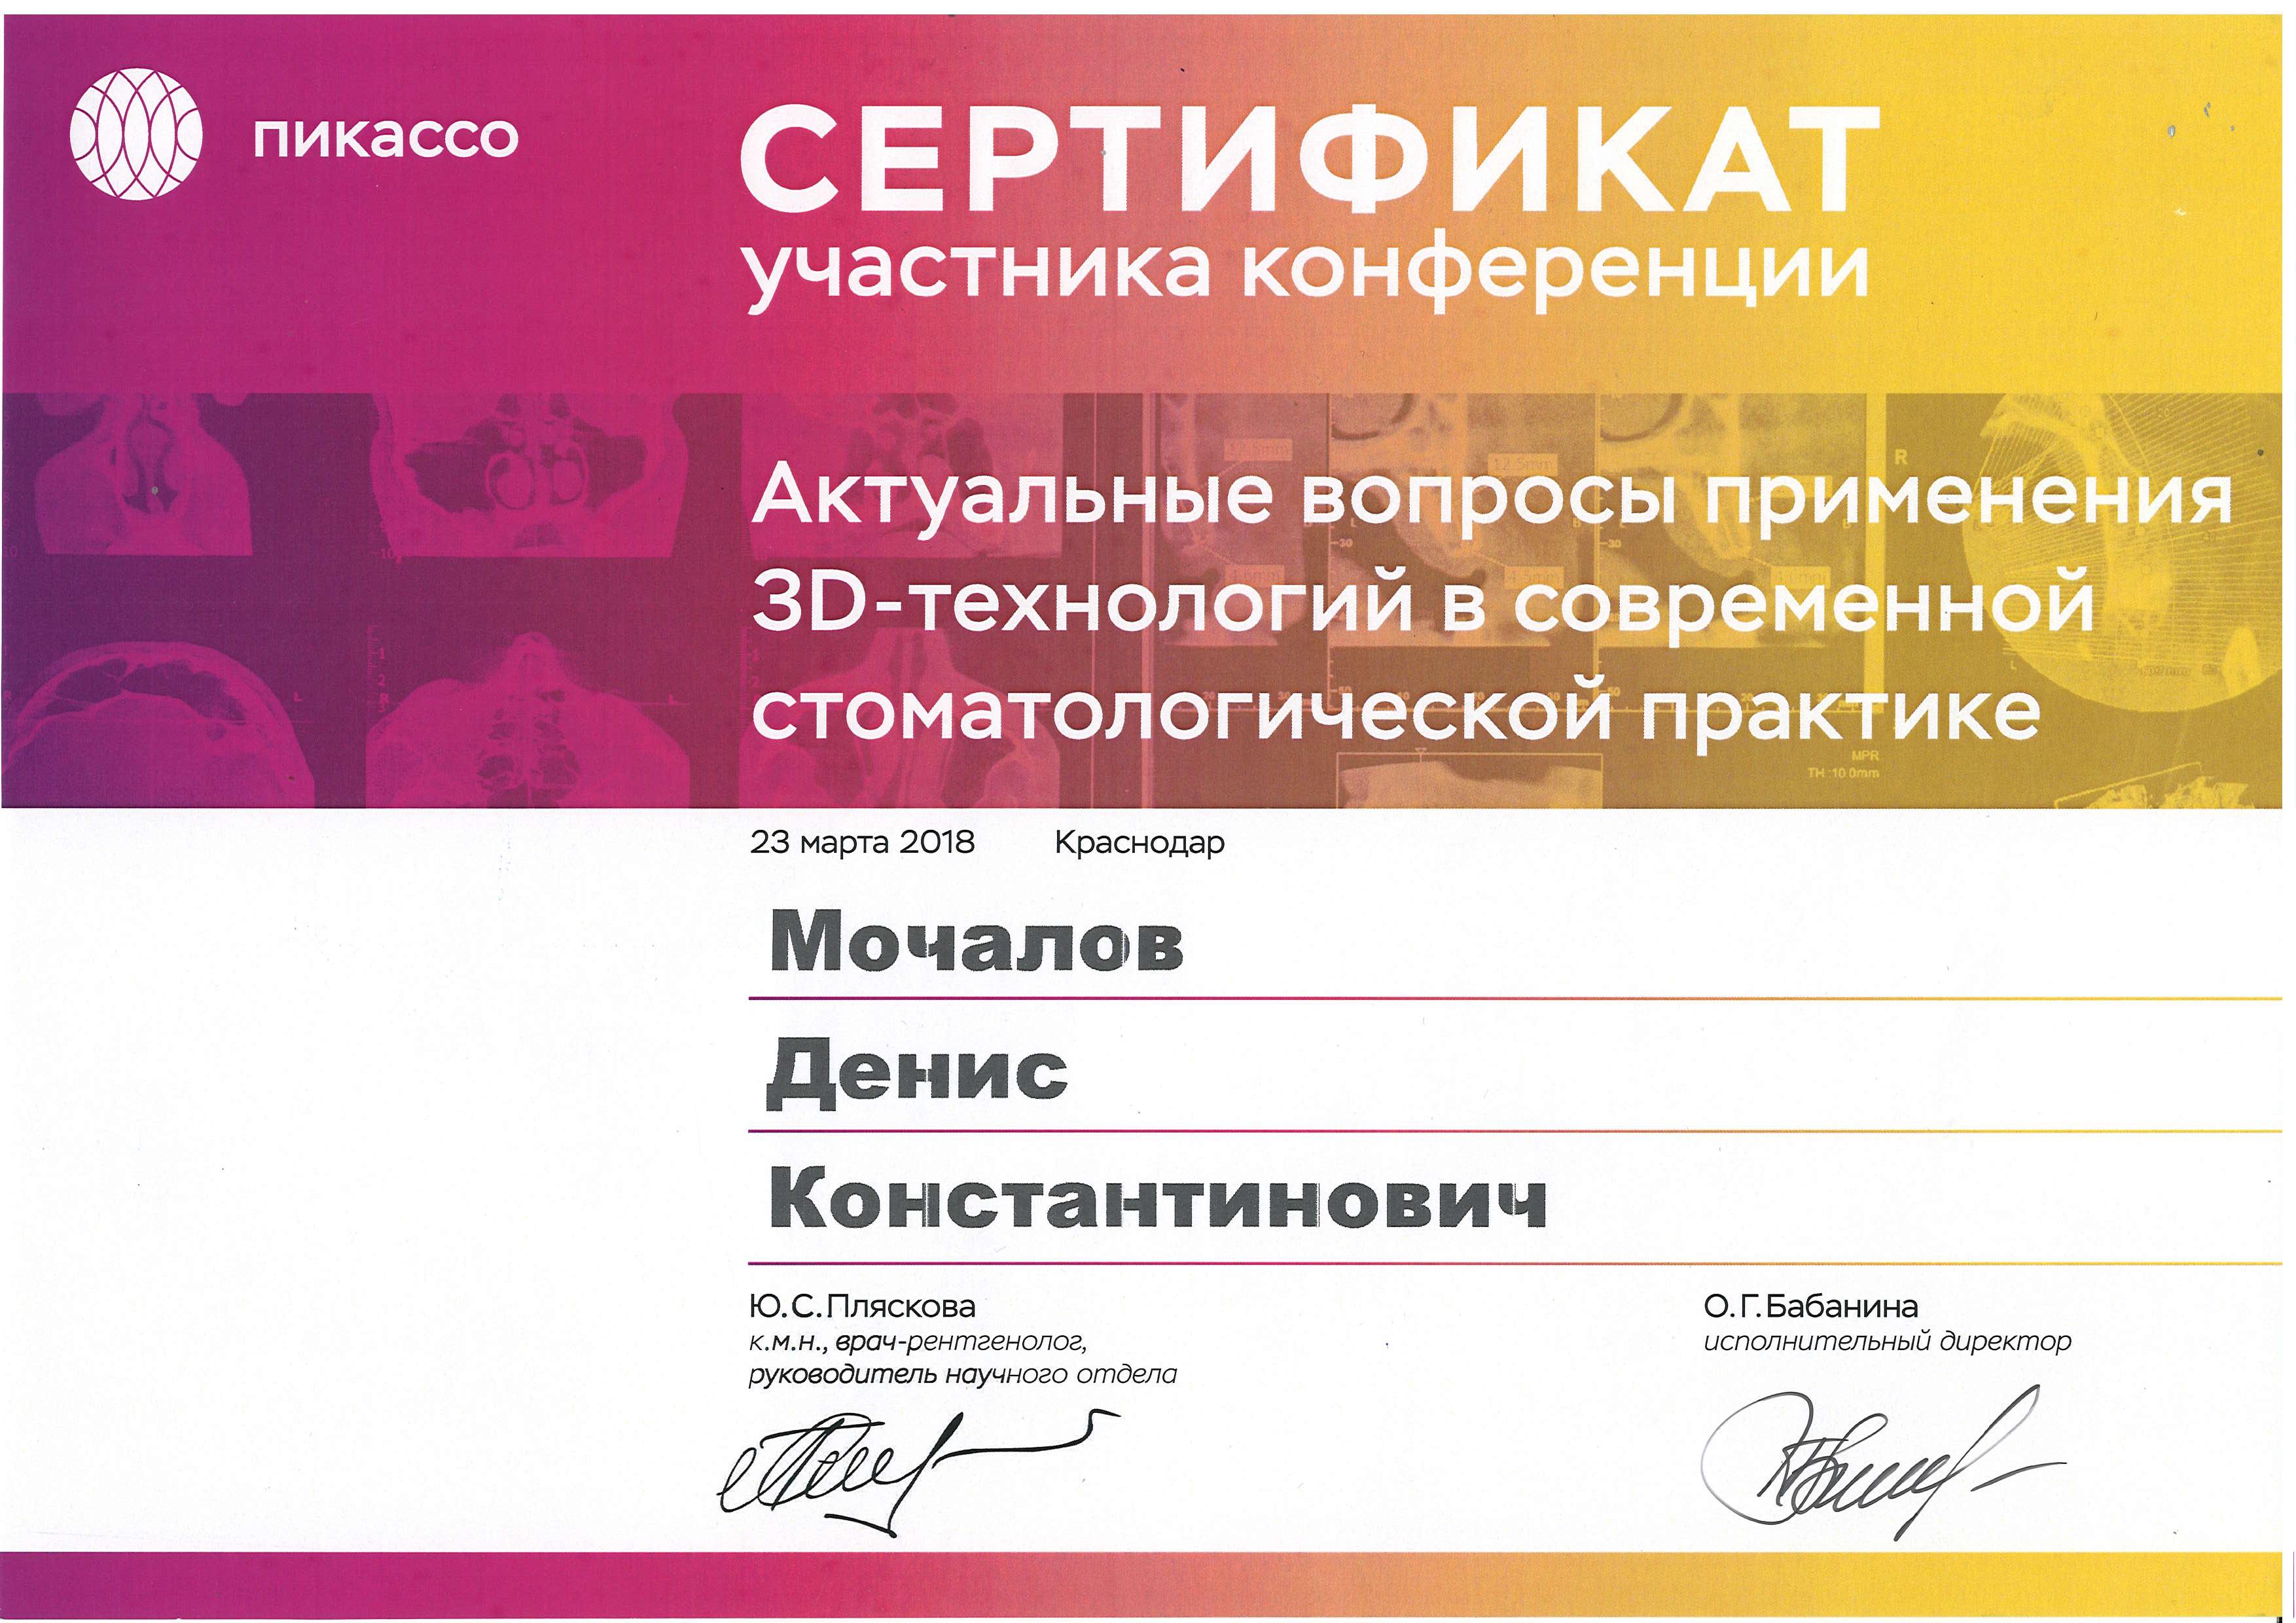 пикассо
СЕРТИФИКАТ
участника конференции
Актуальные вопросы применения
3D-технологий в современной
стоматологической практике
R
MPR
TH :10 0mm
23 марта 2018 Краснодар
Мочалов
Денис
Константинович
Ю.С.Пляскова
к.м.н., врач-рентгенолог,
руководитель научного отдела
О.Г.Бабанина
исполнительный директор